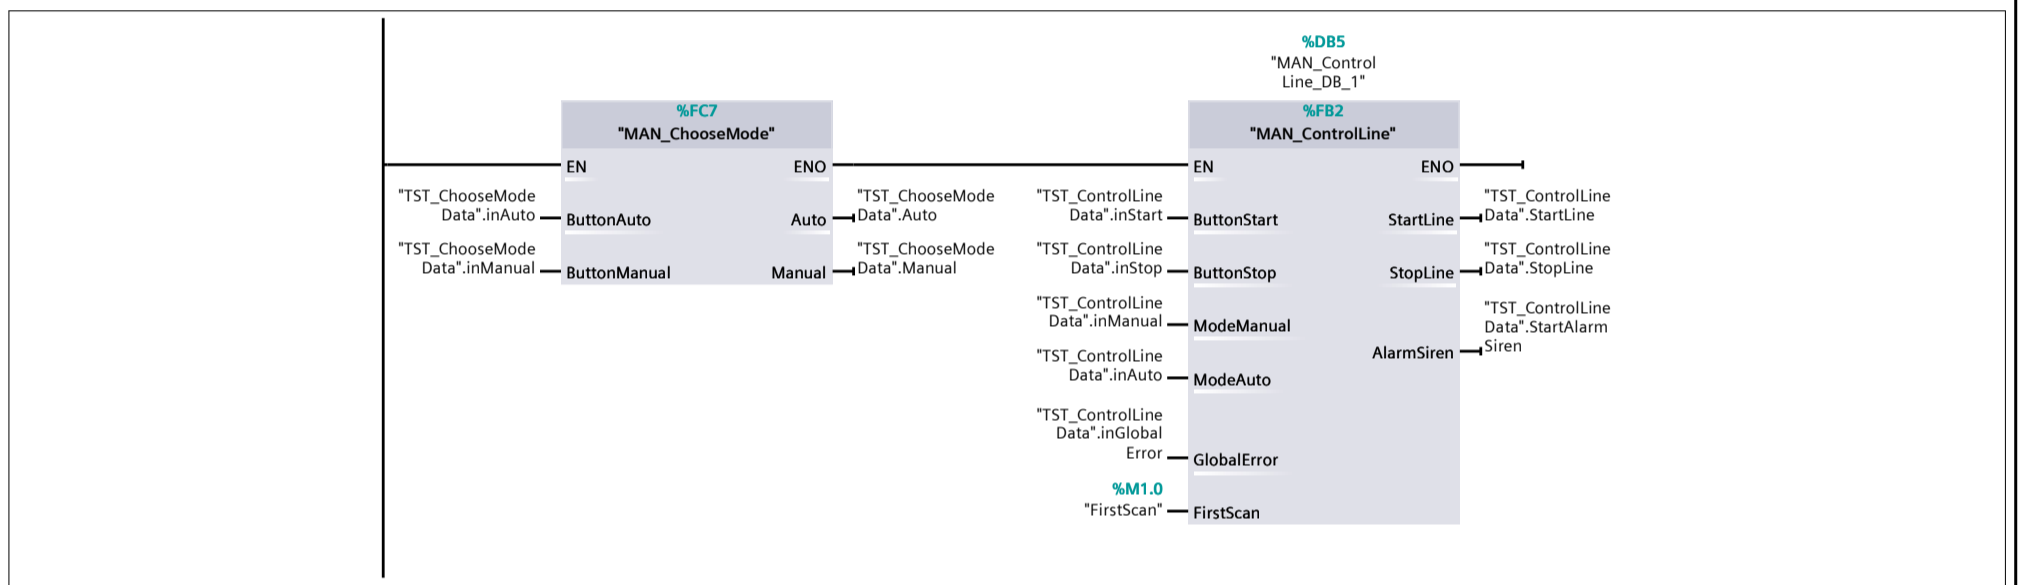 %DB5
"MAN_Control
Line_DB_1"
%FC7
"MAN_ChooseMode"
EN
ENO
"TST_ChooseMode
Data".inAuto
ButtonAuto
Auto
"TST_ChooseMode
Data".Auto
"TST_ChooseMode
Data".inManual
ButtonManual
Manual
"TST_ChooseMode
Data".Manual
%FB2
"MAN_ControlLine"
EN
ENO
"TST_ControlLine
Data".inStart
ButtonStart
StartLine
"TST_ControlLine
Data".StartLine
"TST_ControlLine
Data".inStop
ButtonStop
StopLine
"TST_ControlLine
Data".StopLine
"TST_ControlLine
Data".inManual
ModeManual
AlarmSiren
"TST_ControlLine
Data".StartAlarm
Siren
"TST_ControlLine
Data".inAuto
ModeAuto
"TST_ControlLine
Data".inGlobal
Error
GlobalError
%M1.0
"FirstScan"
FirstScan